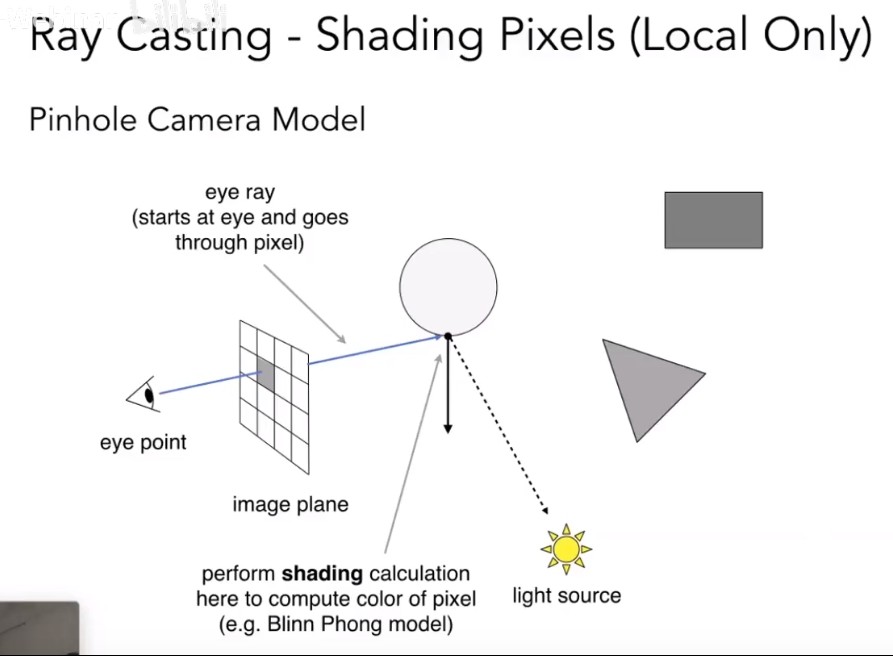 Ray Casting - Shading Pixels (Local Only)
Pinhole Camera Model
eye ray
(starts at eye and goes
through pixel)
eye point
image plane
perform shading calculation
here to compute color of pixel
(e.g. Blinn Phong model)
light source